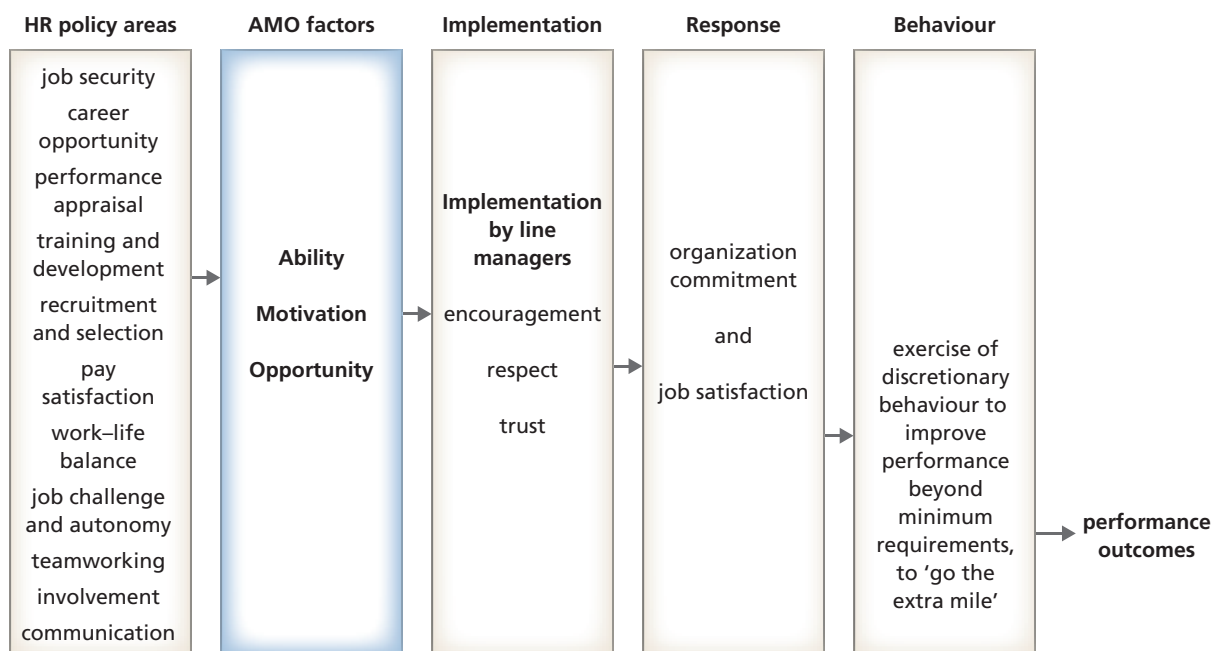 HR policy areas
AMO factors
Implementation
Response
Behaviour
job security
career
opportunity
performance
appraisal
training and
development
recruitment
and selection
pay
satisfaction
work–life
balance
job challenge
and autonomy
teamworking
involvement
communication
Ability
Motivation
Opportunity
Implementation
by line
managers
encouragement
respect
trust
organization
commitment
and
job satisfaction
exercise of
discretionary
behaviour to
improve
performance
beyond
minimum
requirements,
to ‘go the
extra mile’
performance
outcomes